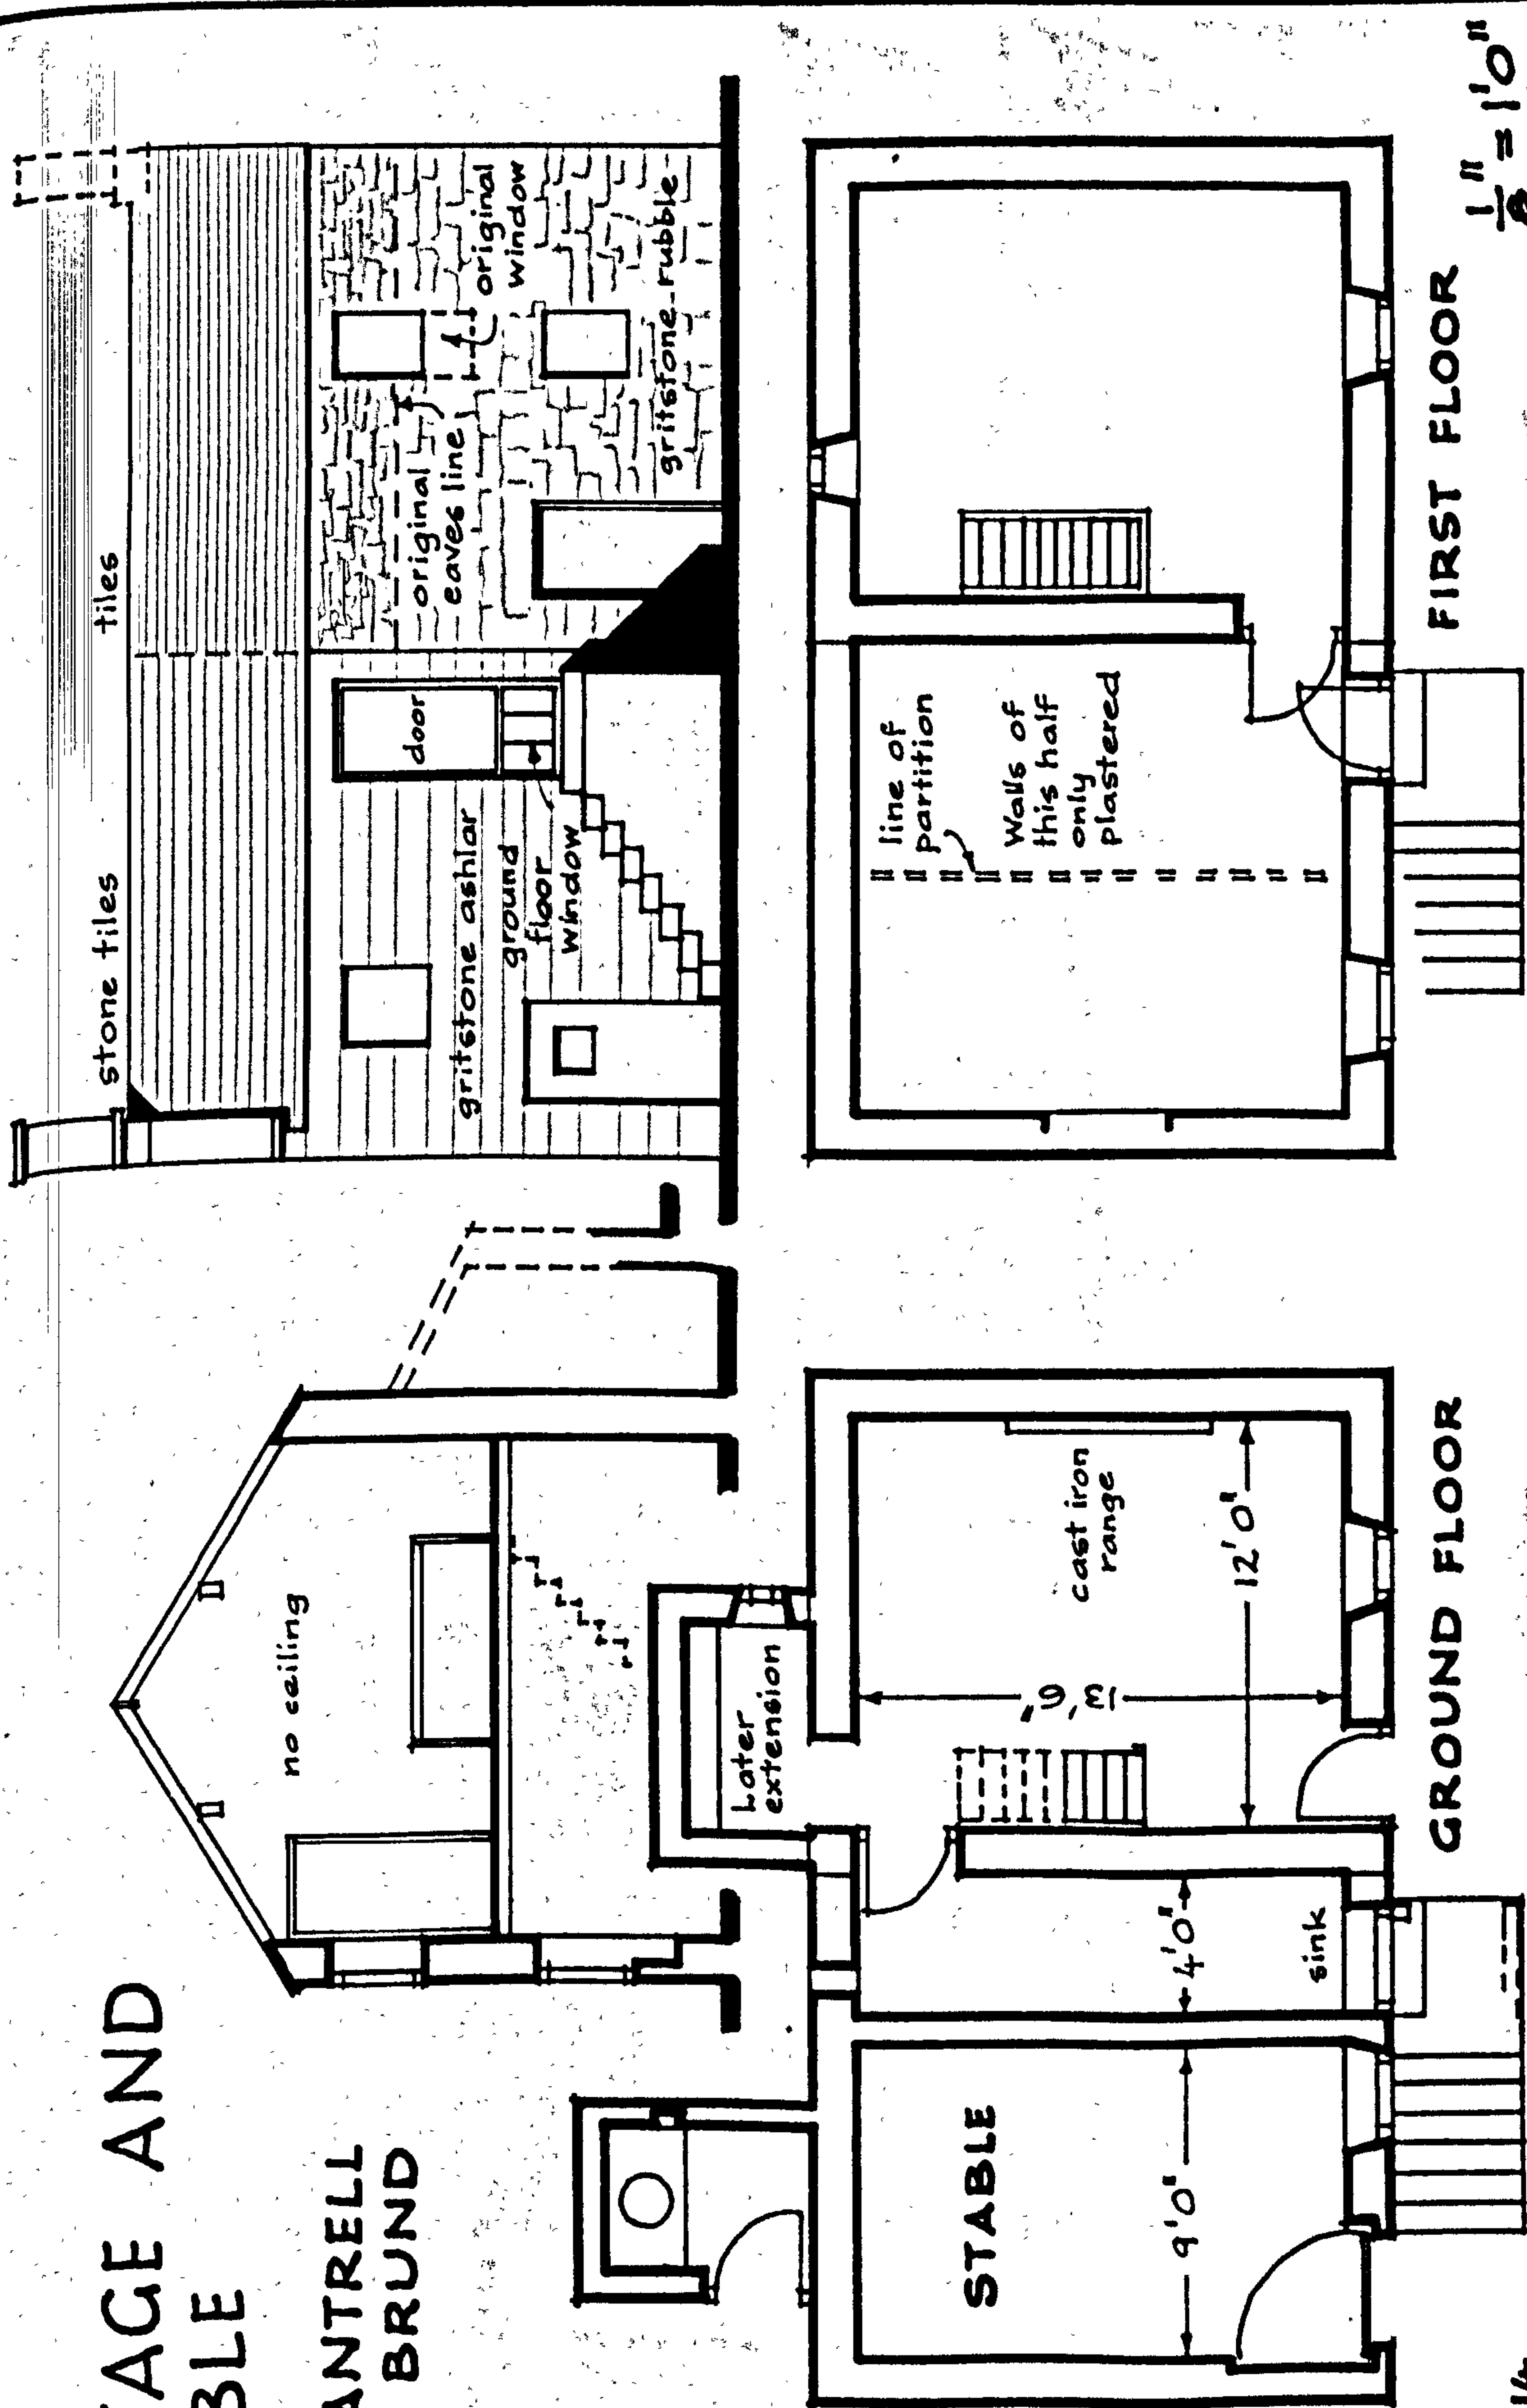 TAGE AND
BLE
ANTRELL
BRUND
stone tiles
tiles
no ceiling
door
gritstone ashlar
ground
floor
window
original
eaves line
original
window
gritstone rubble
STABLE
9'0"
4'0"
sink
Later
extension
13'6"
12'0"
cast iron
range
GROUND FLOOR
line of
partition
Walls of
this half
only
plastered
FIRST FLOOR
1/8" = 1'0"